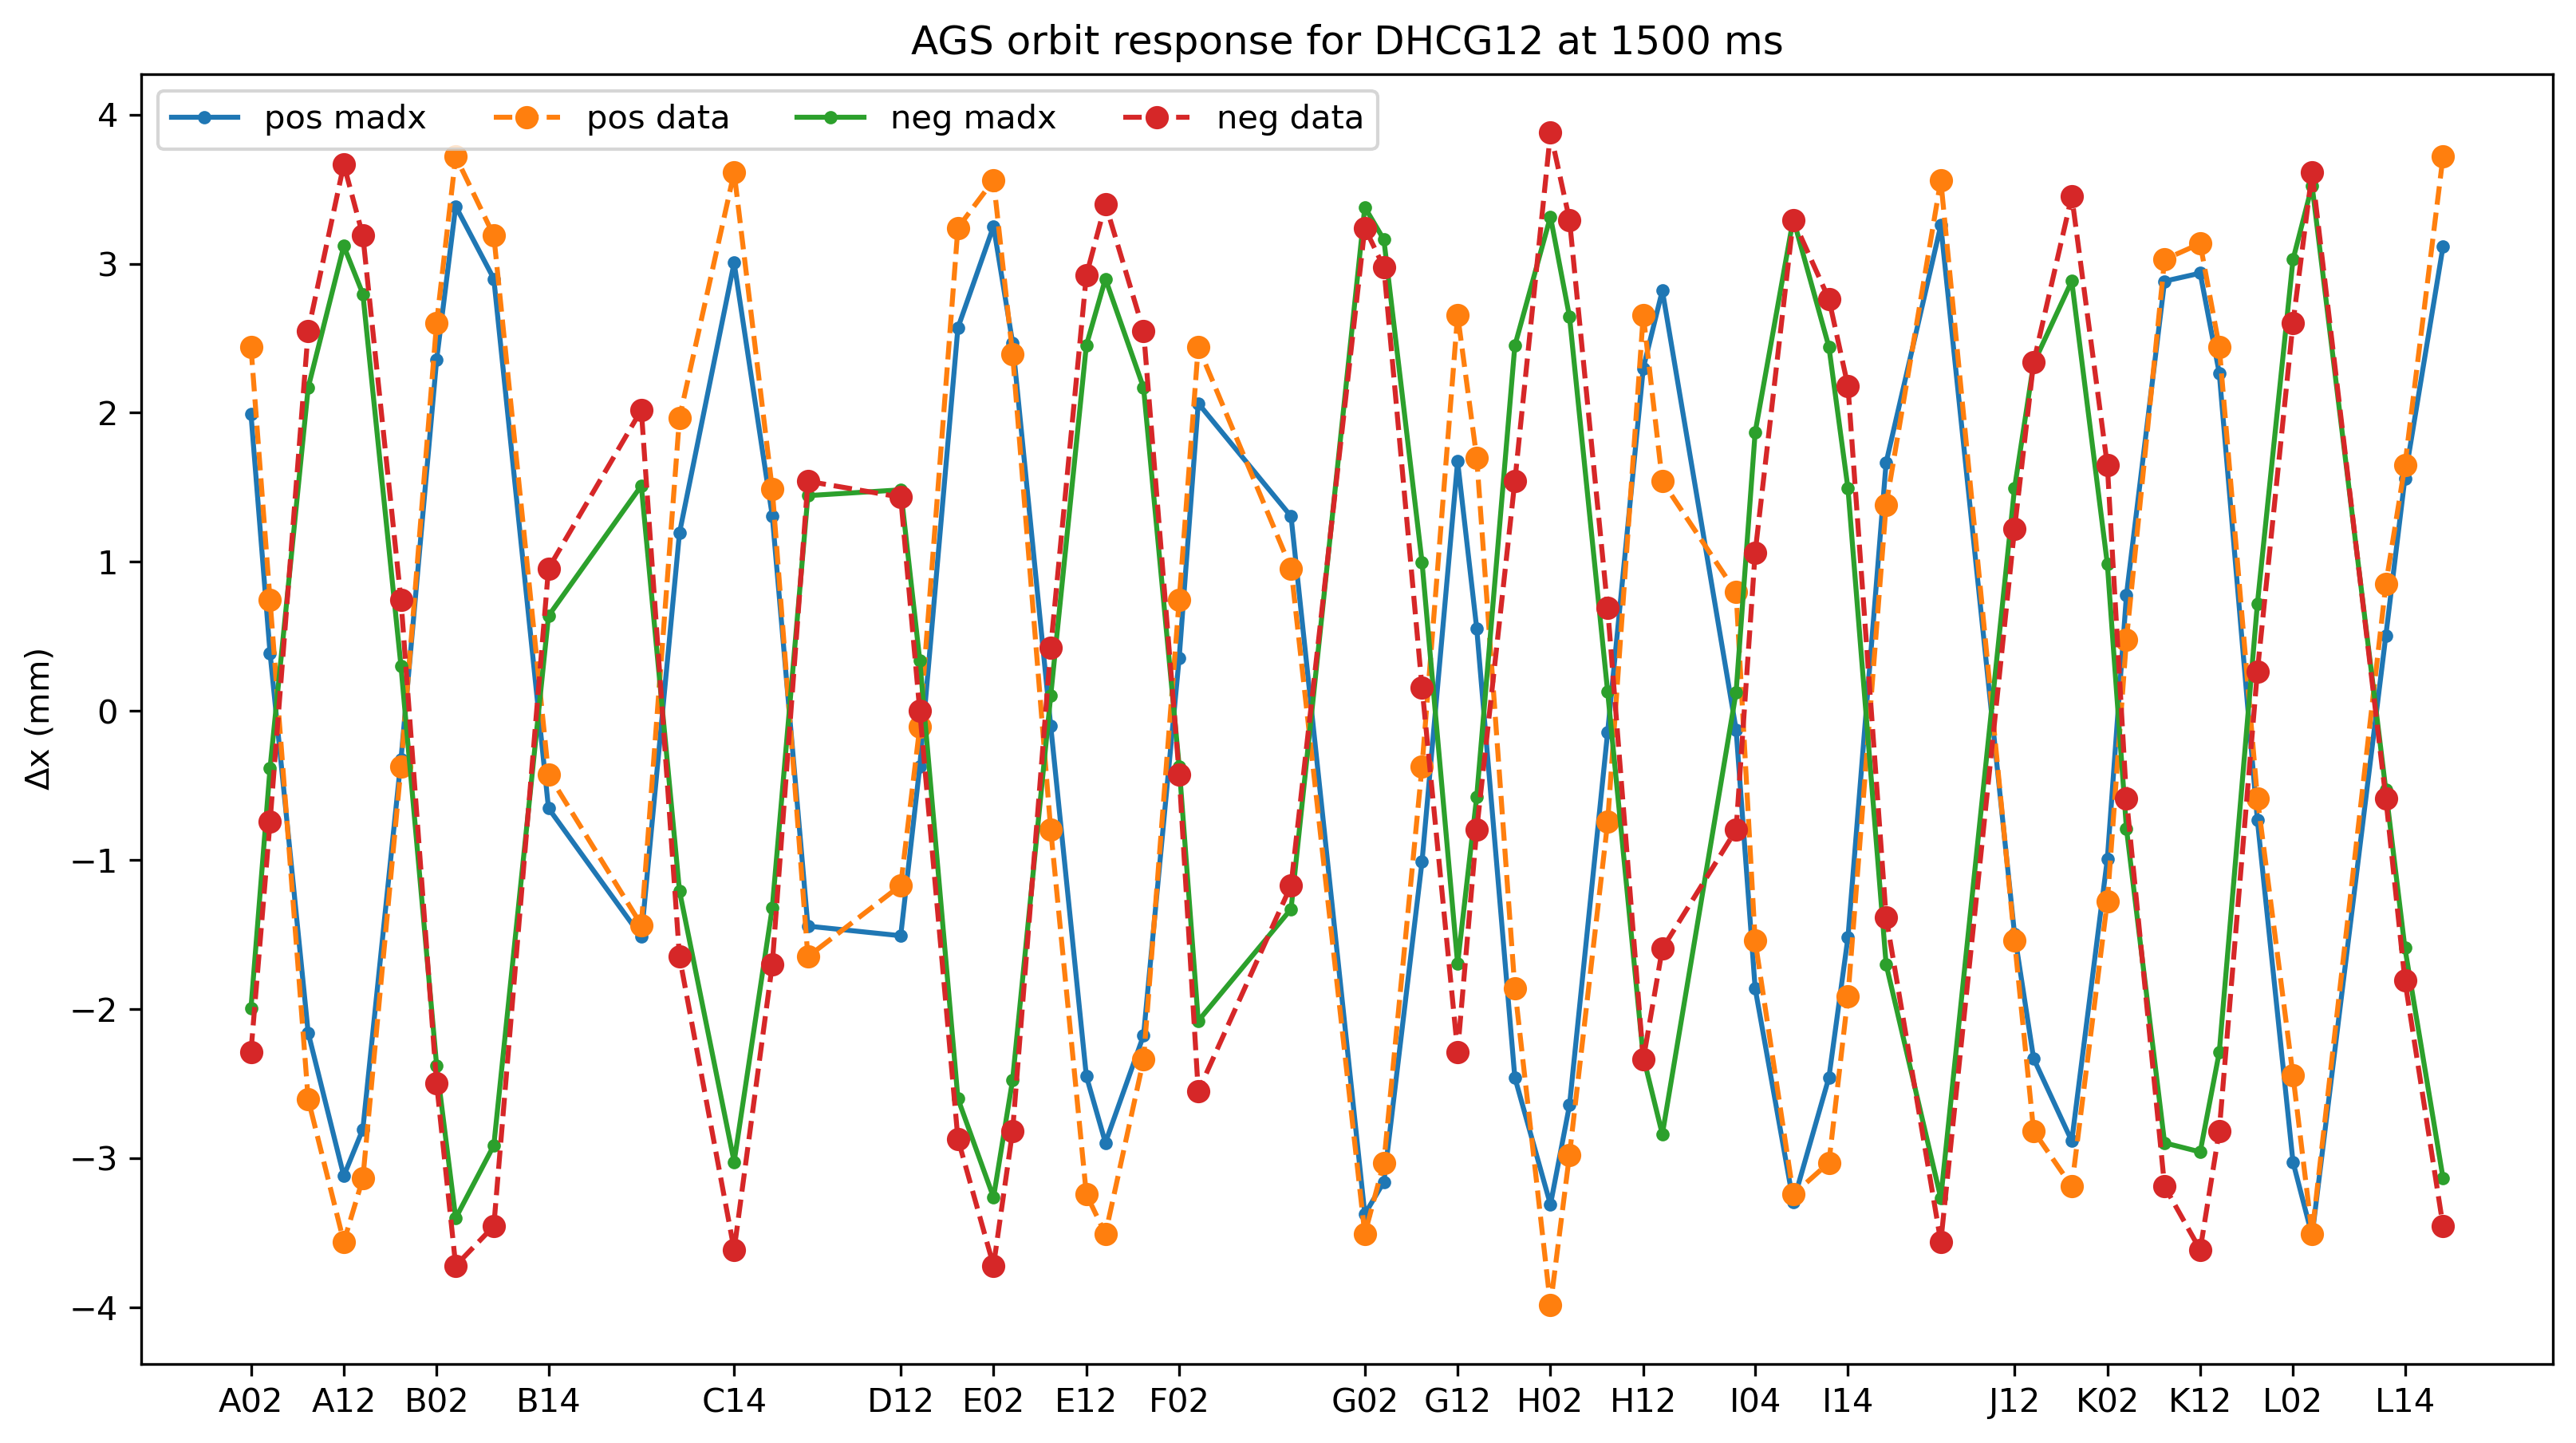 AGS orbit response for DHCG12 at 1500 ms
pos madx pos data neg madx neg data
4
3
2
1
0
−1
−2
−3
−4
Δx (mm)
A02 A12 B02 B14 C14 D12 E02 E12 F02 G02 G12 H02 H12 I04 I14 J12 K02 K12 L02 L14